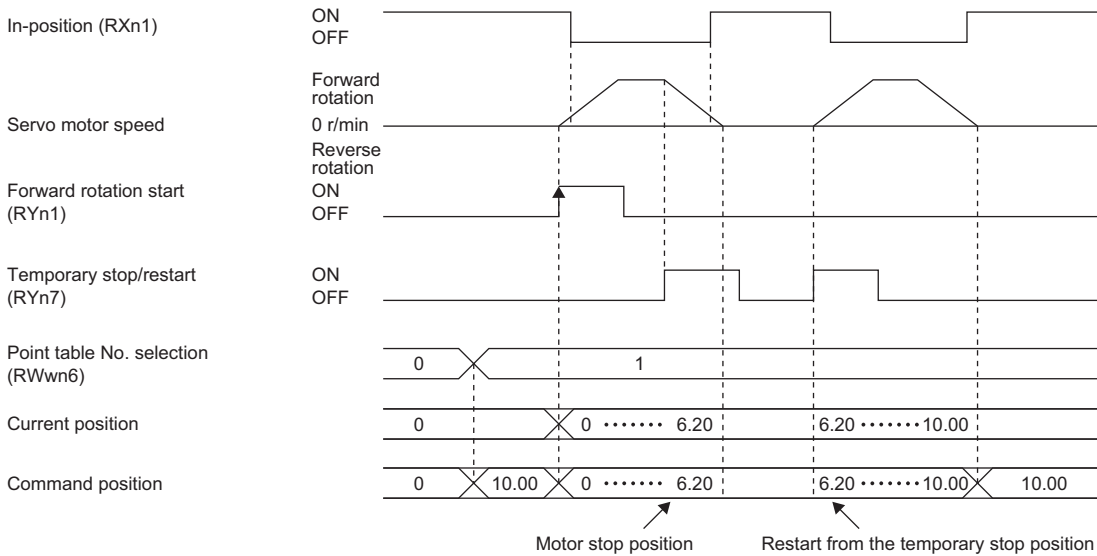 In-position (RXn1)
ON
OFF
Servo motor speed
Forward
rotation
0 r/min
Reverse
rotation
Forward rotation start
(RYn1)
ON
OFF
Temporary stop/restart
(RYn7)
ON
OFF
Point table No. selection
(RWwn6)
0 1
Current position
0 0 ······· 6.20 6.20 ······· 10.00
Command position
0 10.00 0 ······· 6.20 6.20 ······· 10.00 10.00
Motor stop position
Restart from the temporary stop position